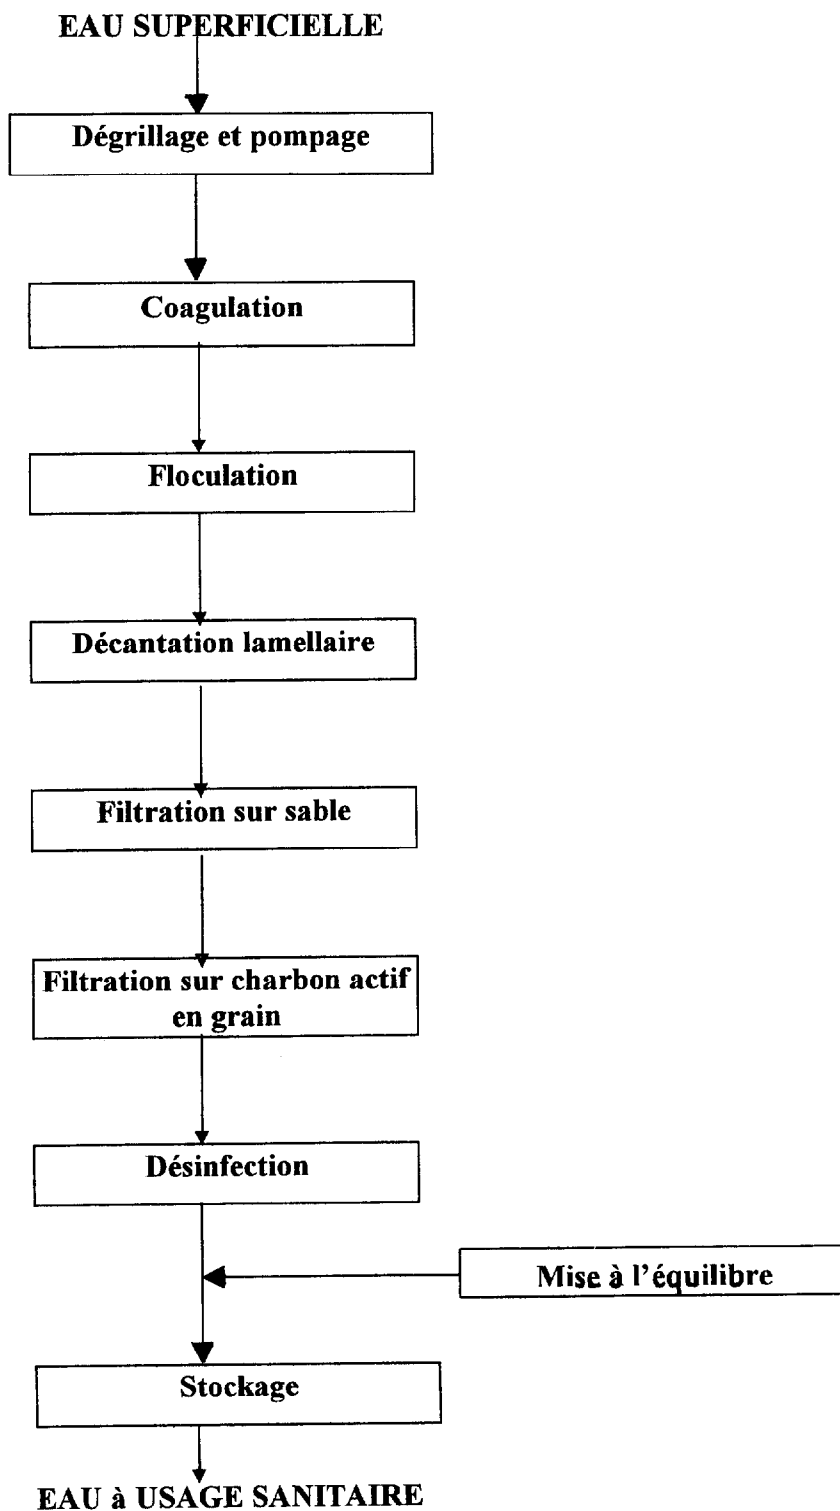 EAU SUPERFICIELLE
Dégrillage et pompage
Coagulation
Floculation
Décantation lamellaire
Filtration sur sable
Filtration sur charbon actif
en grain
Désinfection
Mise à l'équilibre
Stockage
EAU à USAGE SANITAIRE